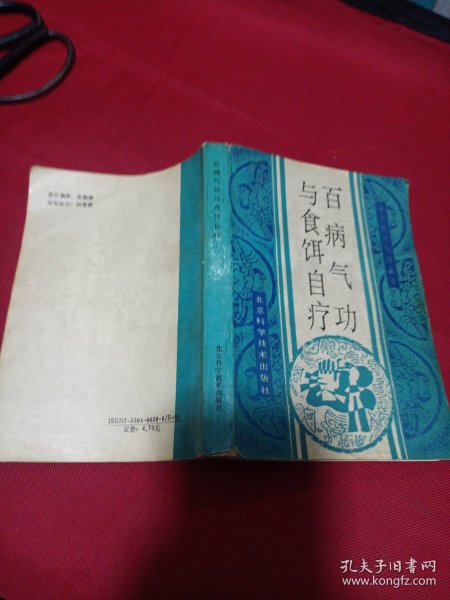 百病气功
与食饵自疗
北京科学技术出版社
百病气功与食饵自疗
北京科学技术出版社
定价：4.70元
孔夫子旧书网
www.kongfz.com